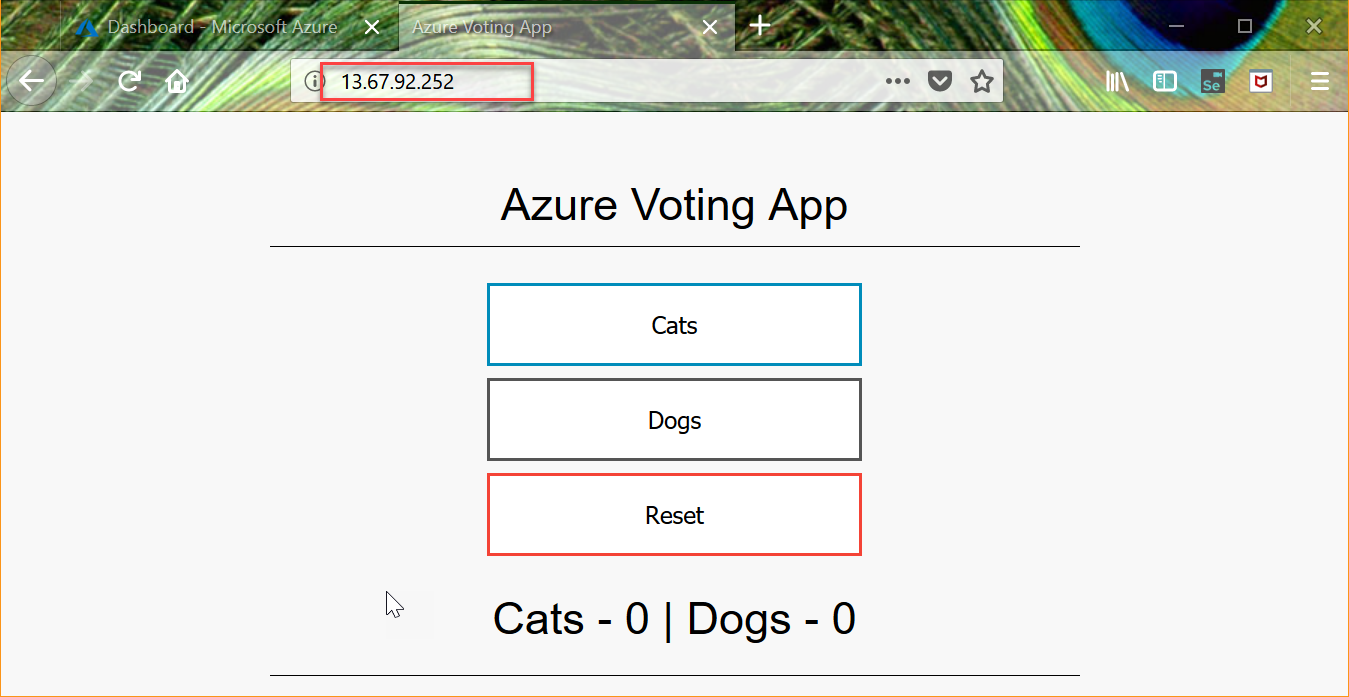 Dashboard - Microsoft Azure
Azure Voting App
13.67.92.252
Se
Azure Voting App
Cats
Dogs
Reset
Cats - 0 | Dogs - 0